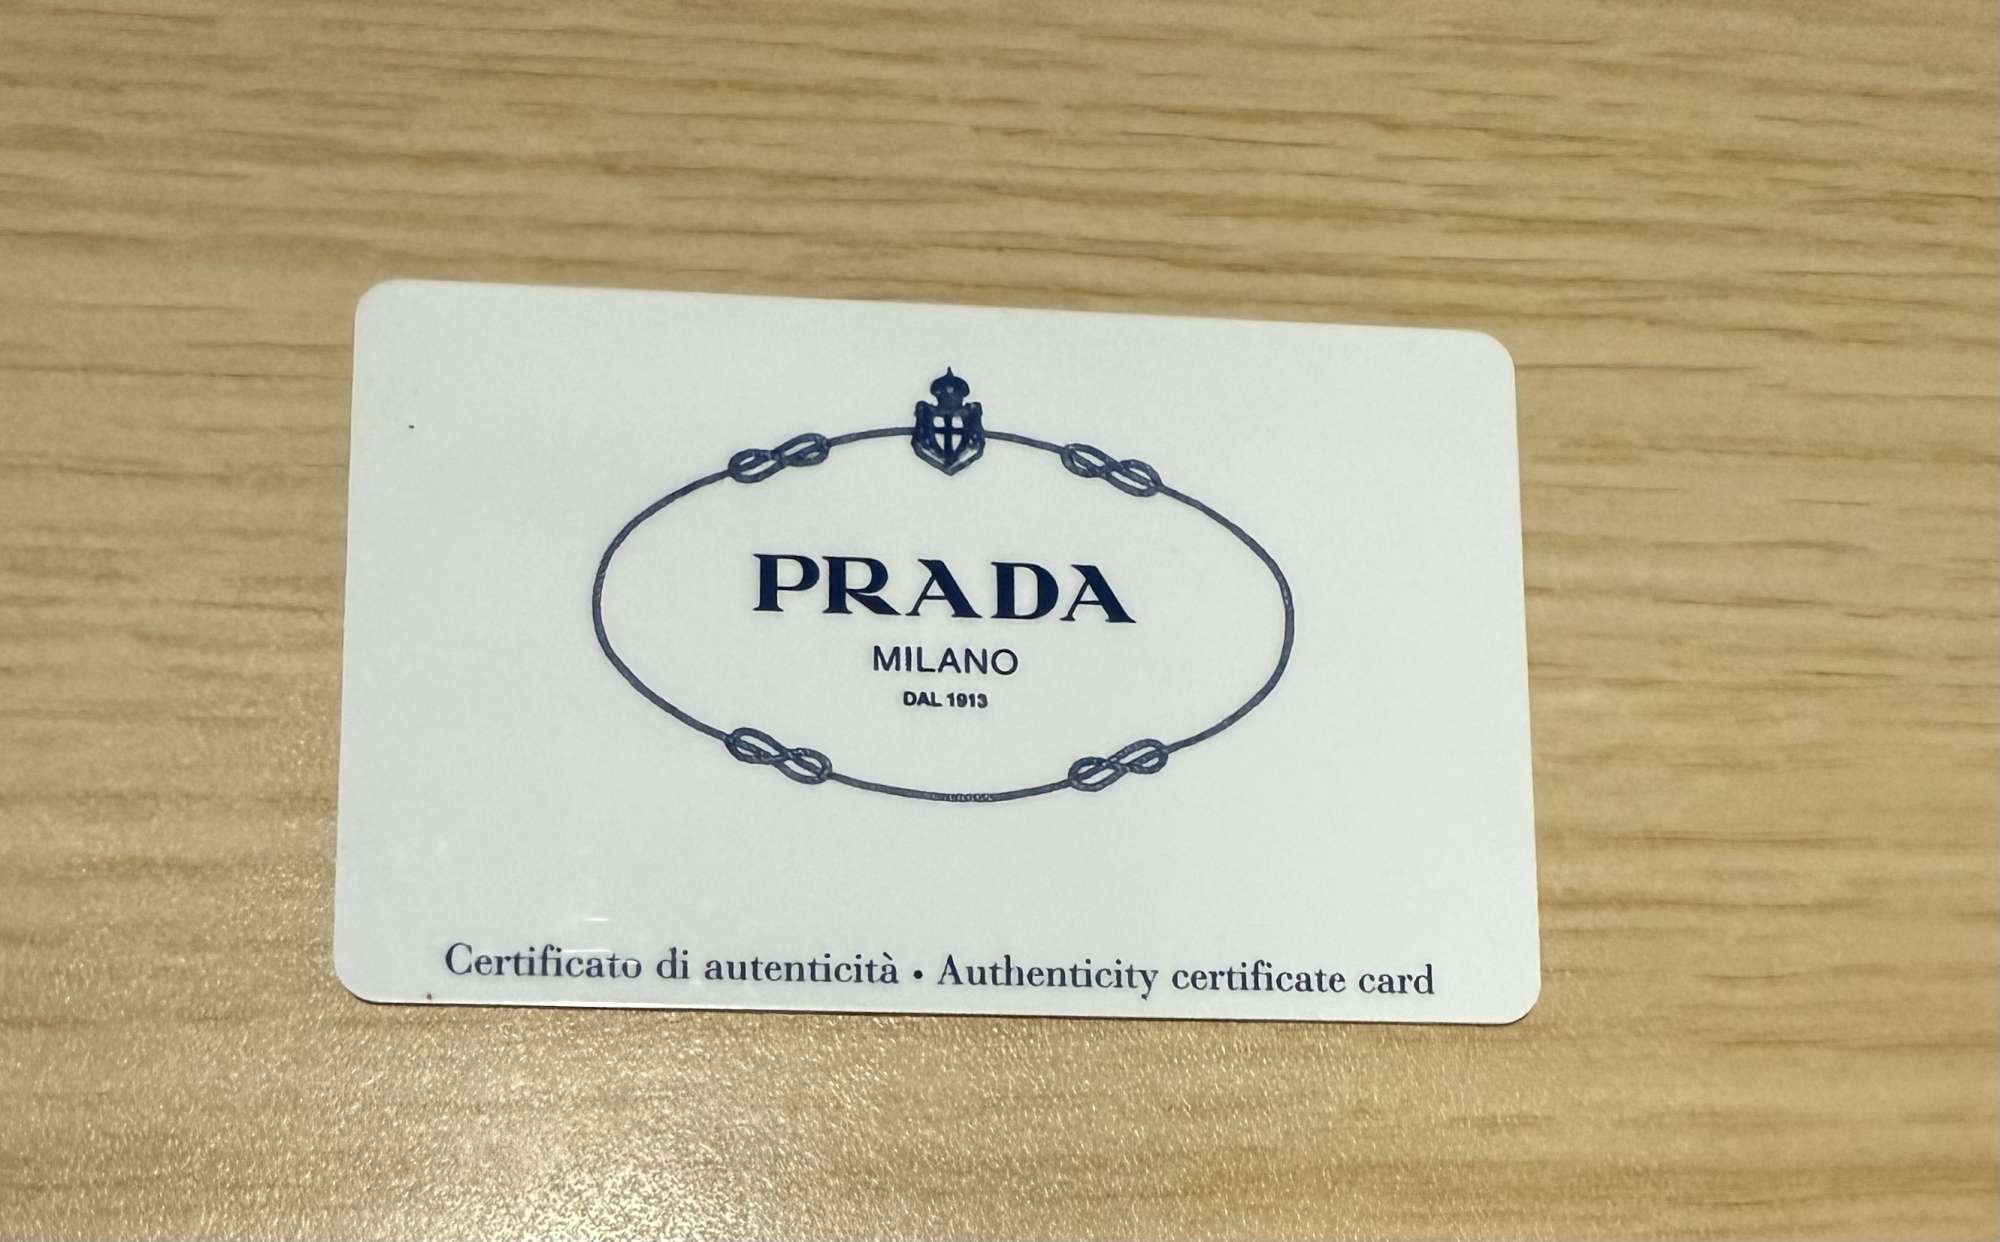 PRADA
MILANO
DAL 1913
Certificato di autenticità • Authenticity certificate card